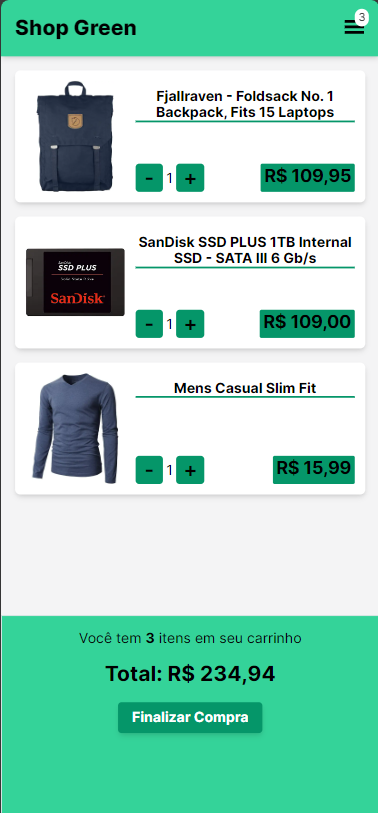 Shop Green
3
Fjallraven - Foldsack No. 1
Backpack, Fits 15 Laptops
- 1 +
R$ 109,95
SanDisk
SSD PLUS
SanDisk
SanDisk SSD PLUS 1TB Internal
SSD - SATA III 6 Gb/s
- 1 +
R$ 109,00
Mens Casual Slim Fit
- 1 +
R$ 15,99
Você tem 3 itens em seu carrinho
Total: R$ 234,94
Finalizar Compra